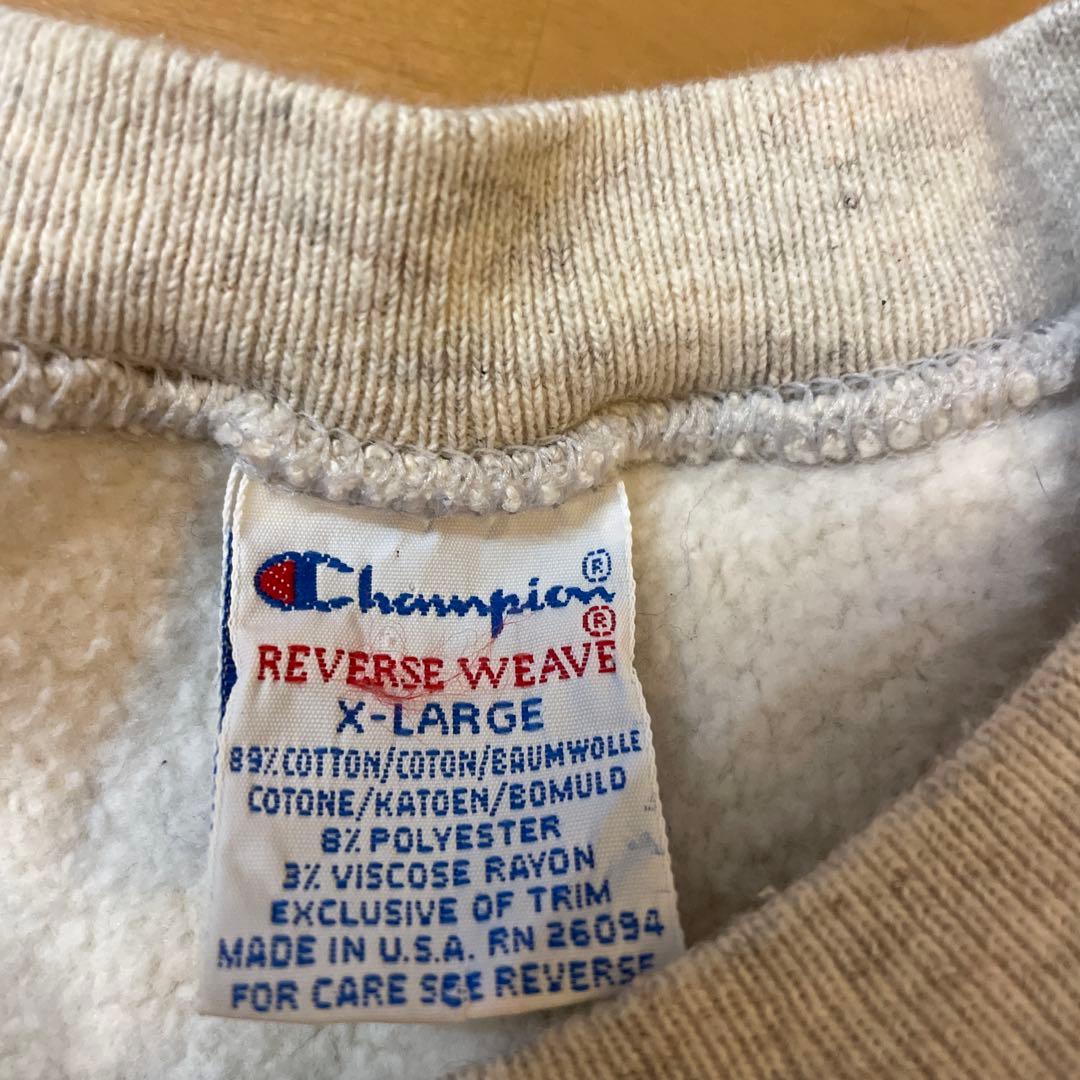 Champion®
REVERSE WEAVE®
X-LARGE
89% COTTON/COTON/BAUMWOLLE
COTONE/KATOEN/BOMULD
8% POLYESTER
3% VISCOSE RAYON
EXCLUSIVE OF TRIM
MADE IN U.S.A. RN 26094
FOR CARE SEE REVERSE